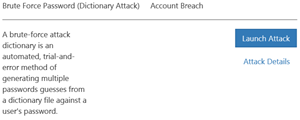 Brute Force Password (Dictionary Attack) Account Breach
A brute-force attack
dictionary is an
automated, trial-and-
error method of
generating multiple
passwords guesses from
a dictionary file against a
user's password.
Launch Attack
Attack Details